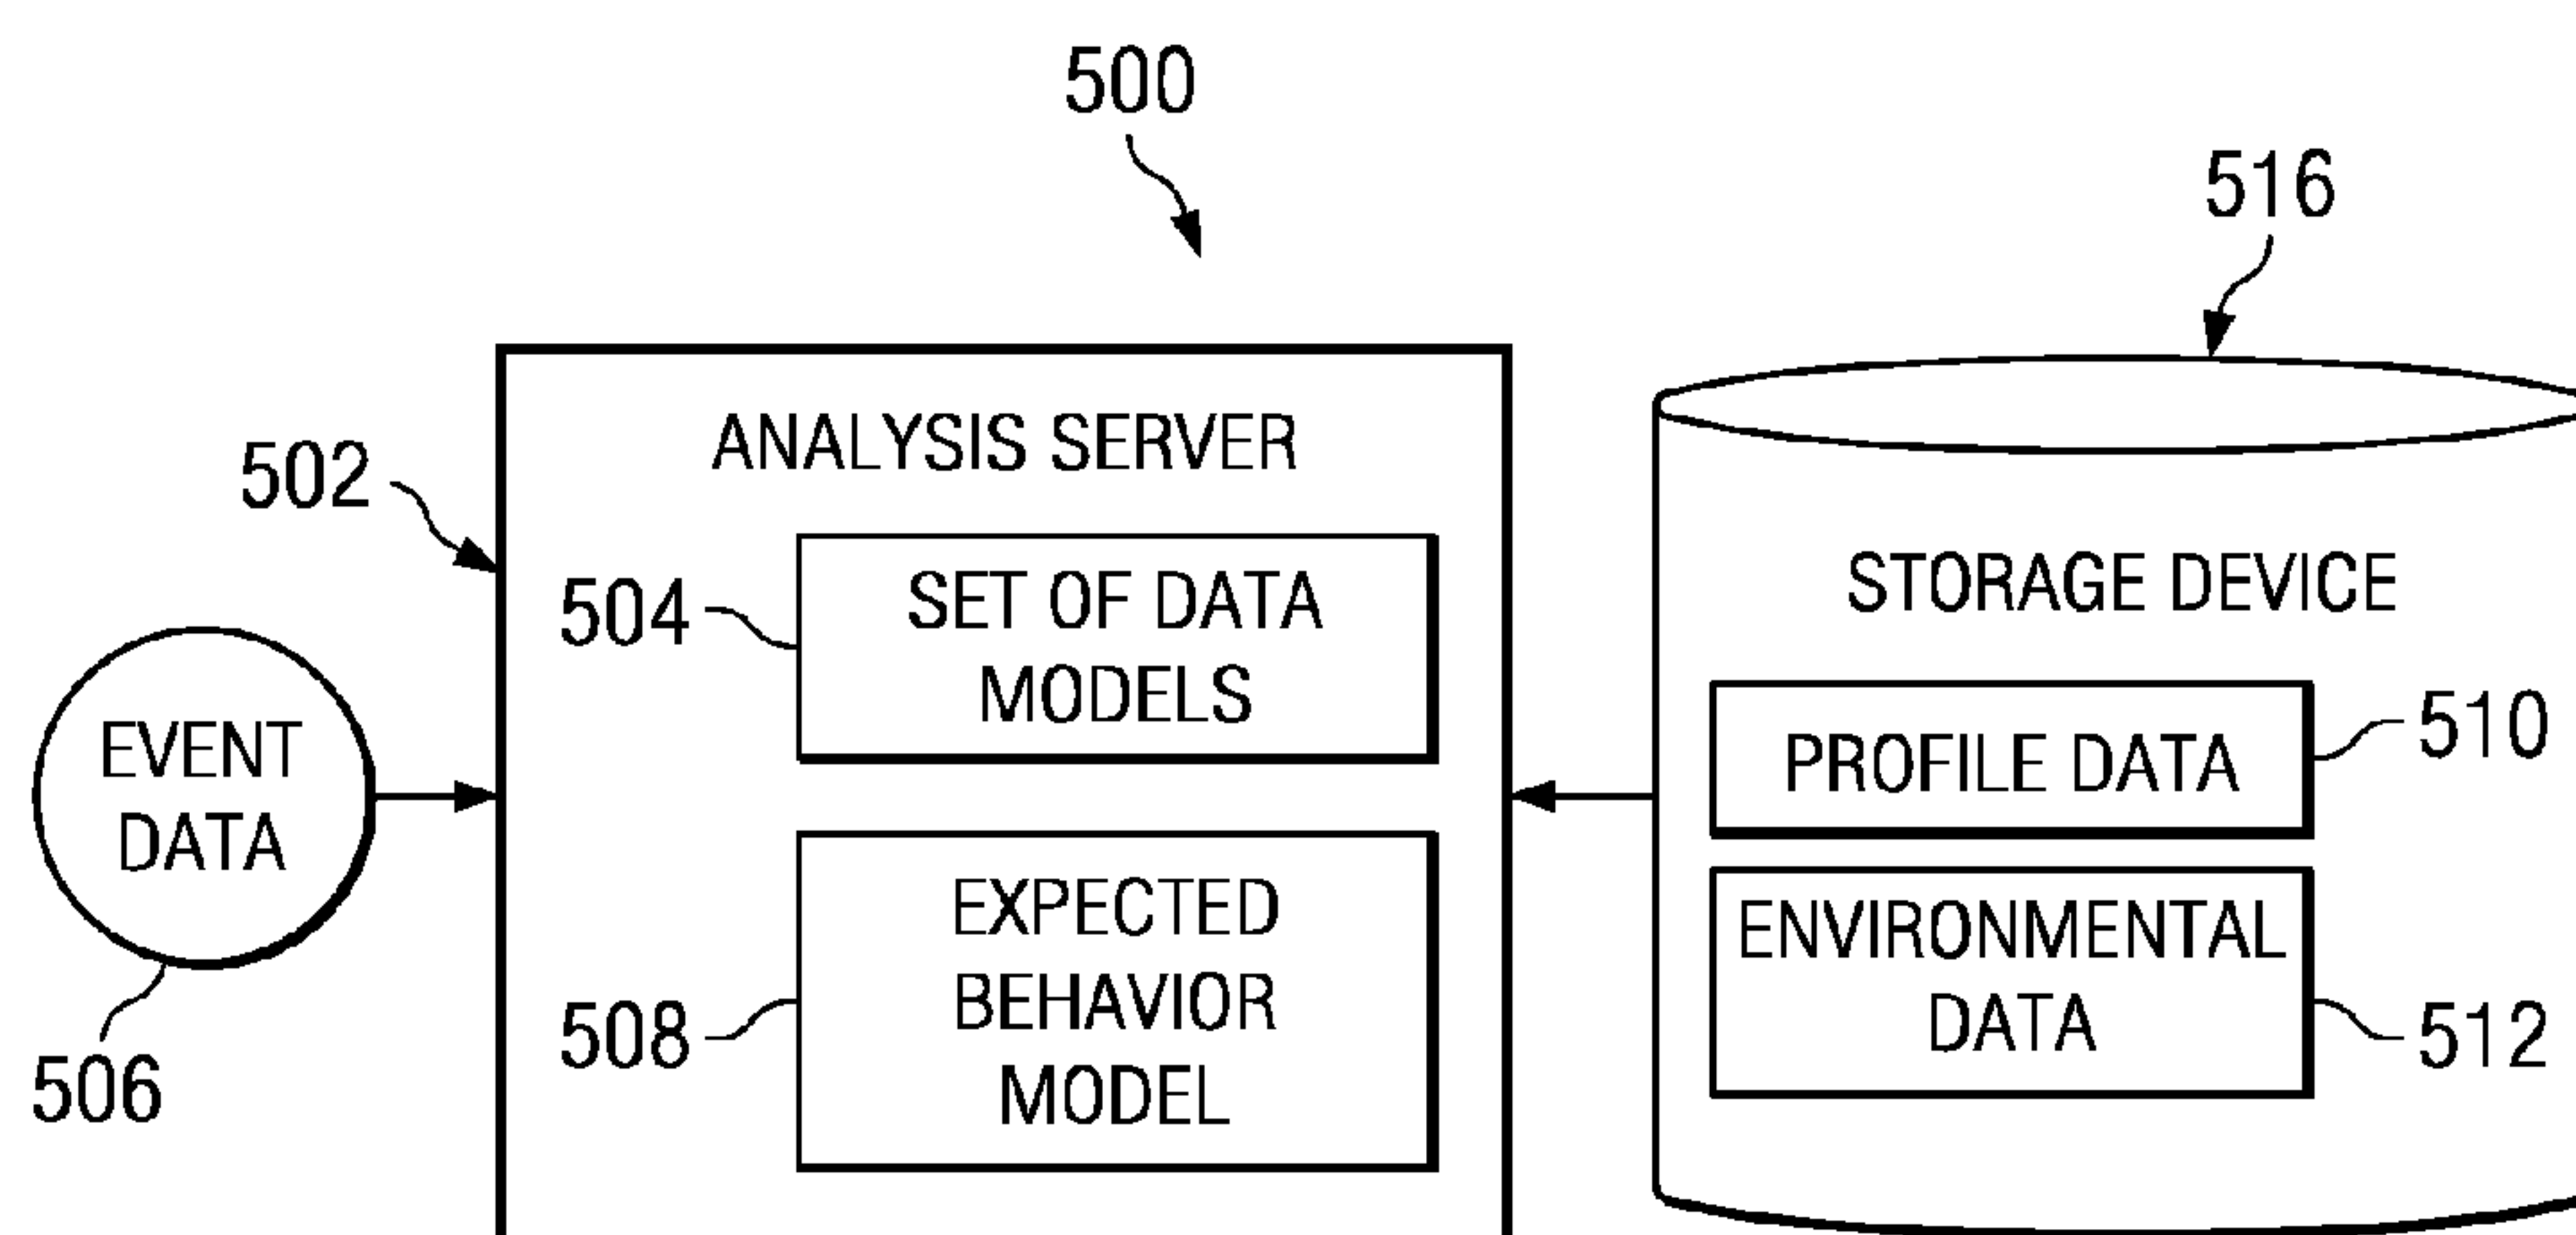 500
516
ANALYSIS SERVER
502
504
SET OF DATA
MODELS
STORAGE DEVICE
EVENT
DATA
506
PROFILE DATA
510
EXPECTED
BEHAVIOR
MODEL
508
ENVIRONMENTAL
DATA
512